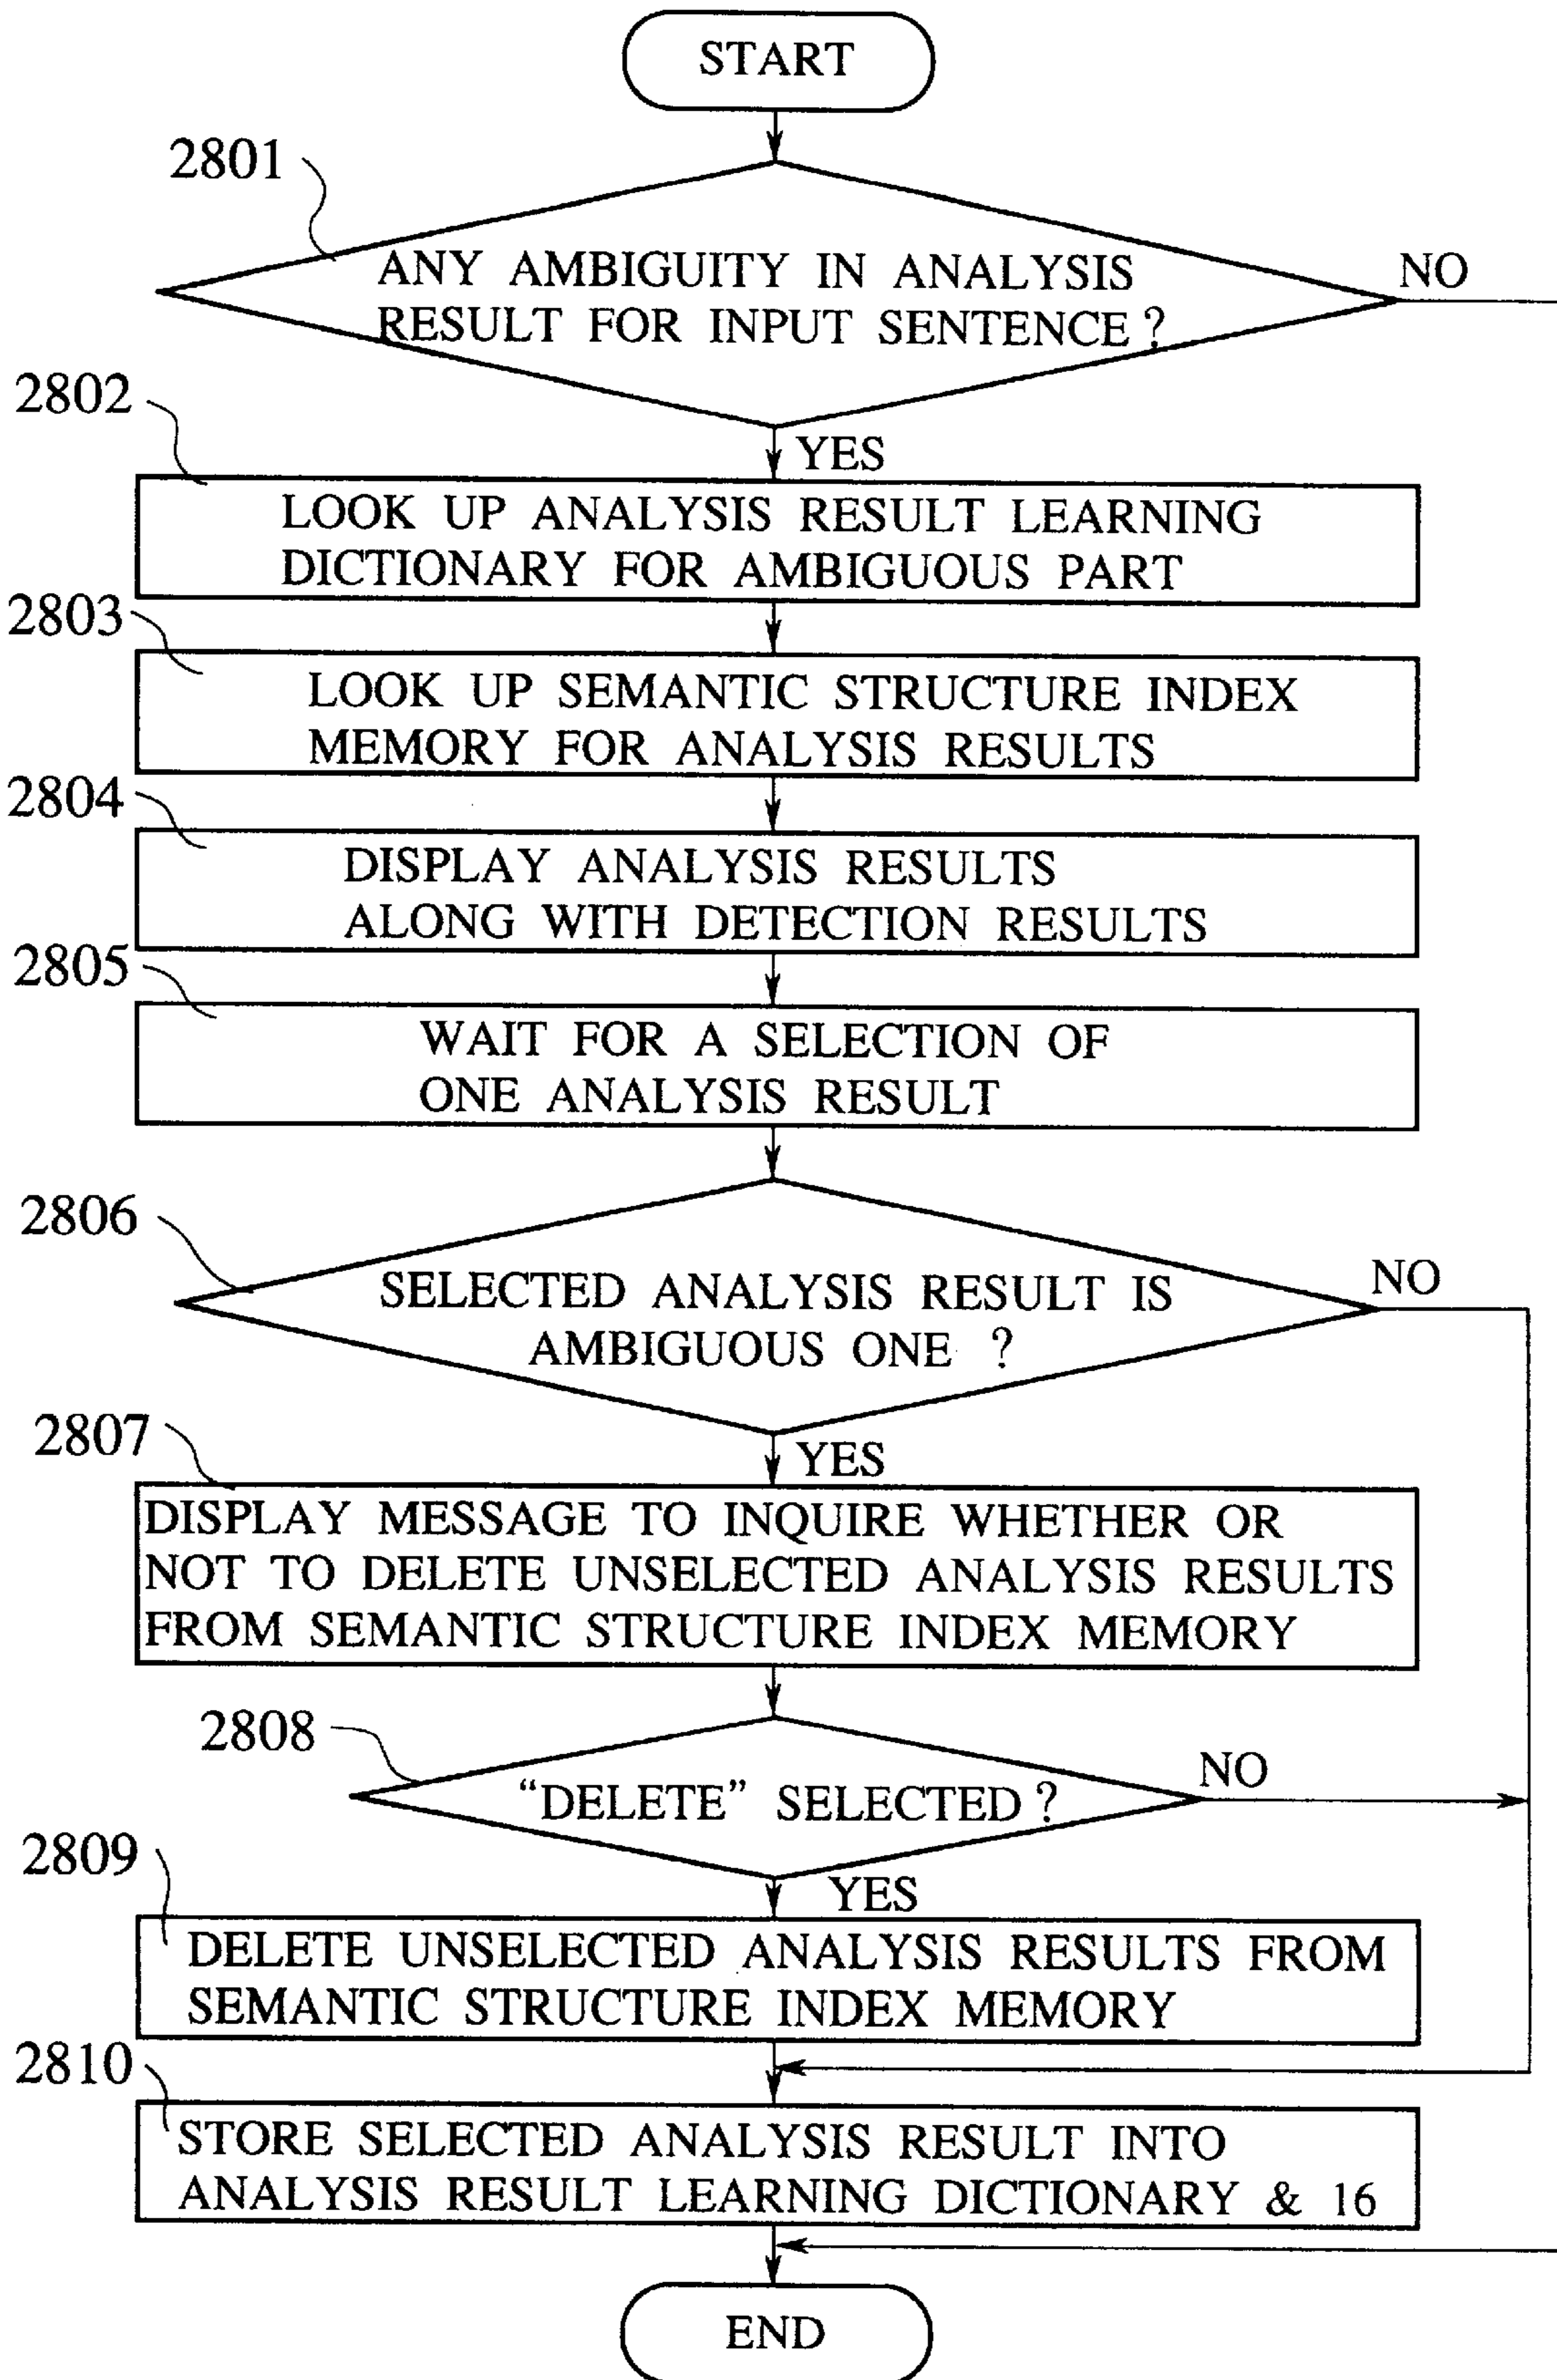 START
2801
ANY AMBIGUITY IN ANALYSIS
RESULT FOR INPUT SENTENCE ?
NO
YES
2802
LOOK UP ANALYSIS RESULT LEARNING
DICTIONARY FOR AMBIGUOUS PART
2803
LOOK UP SEMANTIC STRUCTURE INDEX
MEMORY FOR ANALYSIS RESULTS
2804
DISPLAY ANALYSIS RESULTS
ALONG WITH DETECTION RESULTS
2805
WAIT FOR A SELECTION OF
ONE ANALYSIS RESULT
2806
SELECTED ANALYSIS RESULT IS
AMBIGUOUS ONE ?
NO
YES
2807
DISPLAY MESSAGE TO INQUIRE WHETHER OR
NOT TO DELETE UNSELECTED ANALYSIS RESULTS
FROM SEMANTIC STRUCTURE INDEX MEMORY
2808
“DELETE” SELECTED ?
NO
YES
2809
DELETE UNSELECTED ANALYSIS RESULTS FROM
SEMANTIC STRUCTURE INDEX MEMORY
2810
STORE SELECTED ANALYSIS RESULT INTO
ANALYSIS RESULT LEARNING DICTIONARY & 16
END